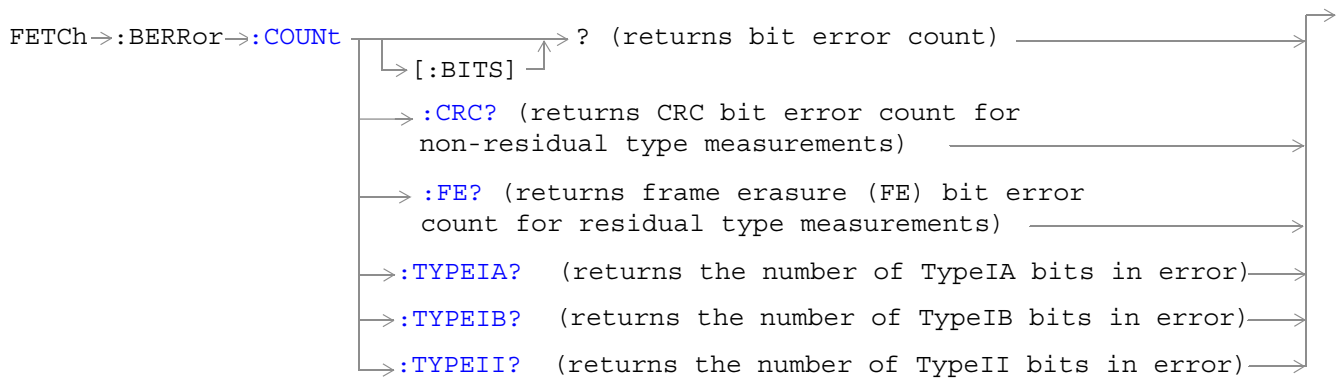 FETCh :BERRor :COUNt ? (returns bit error count)
[:BITS]
:CRC? (returns CRC bit error count for
non-residual type measurements)
:FE? (returns frame erasure (FE) bit error
count for residual type measurements)
:TYPEIA? (returns the number of TypeIA bits in error)
:TYPEIB? (returns the number of TypeIB bits in error)
:TYPEII? (returns the number of TypeII bits in error)